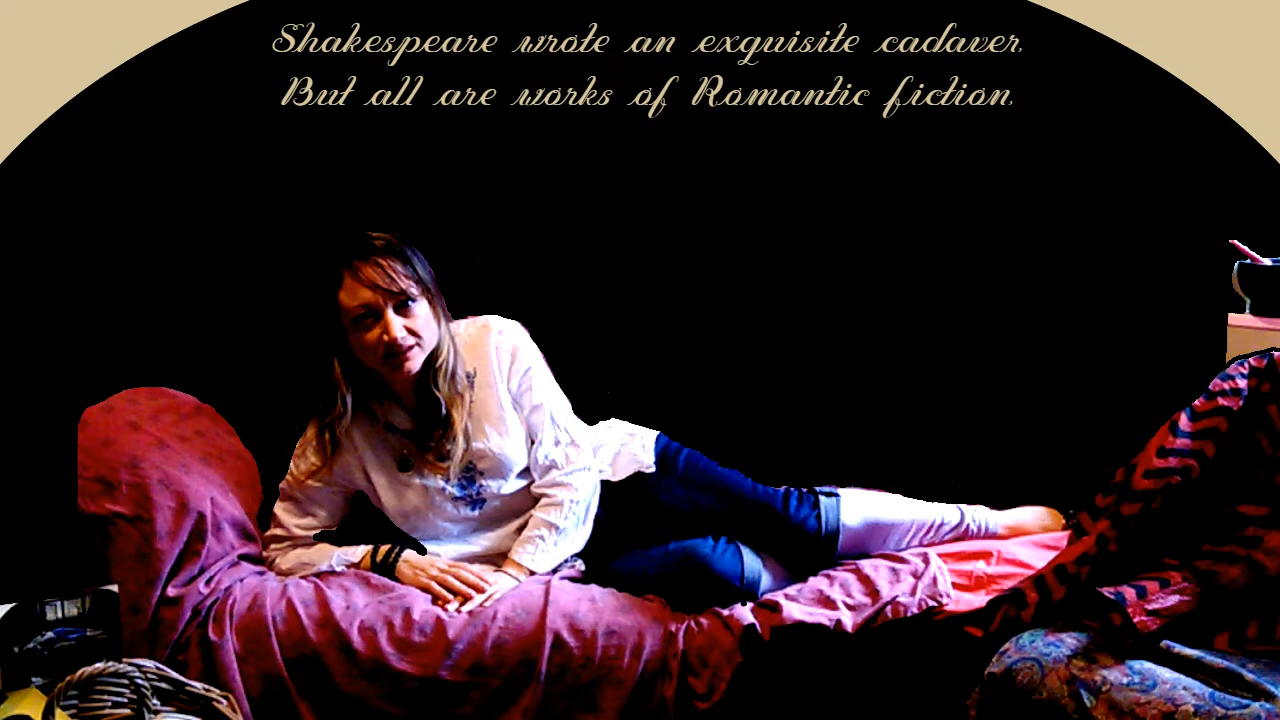 Shakespeare wrote an exquisite cadaver.
But all are works of Romantic fiction.